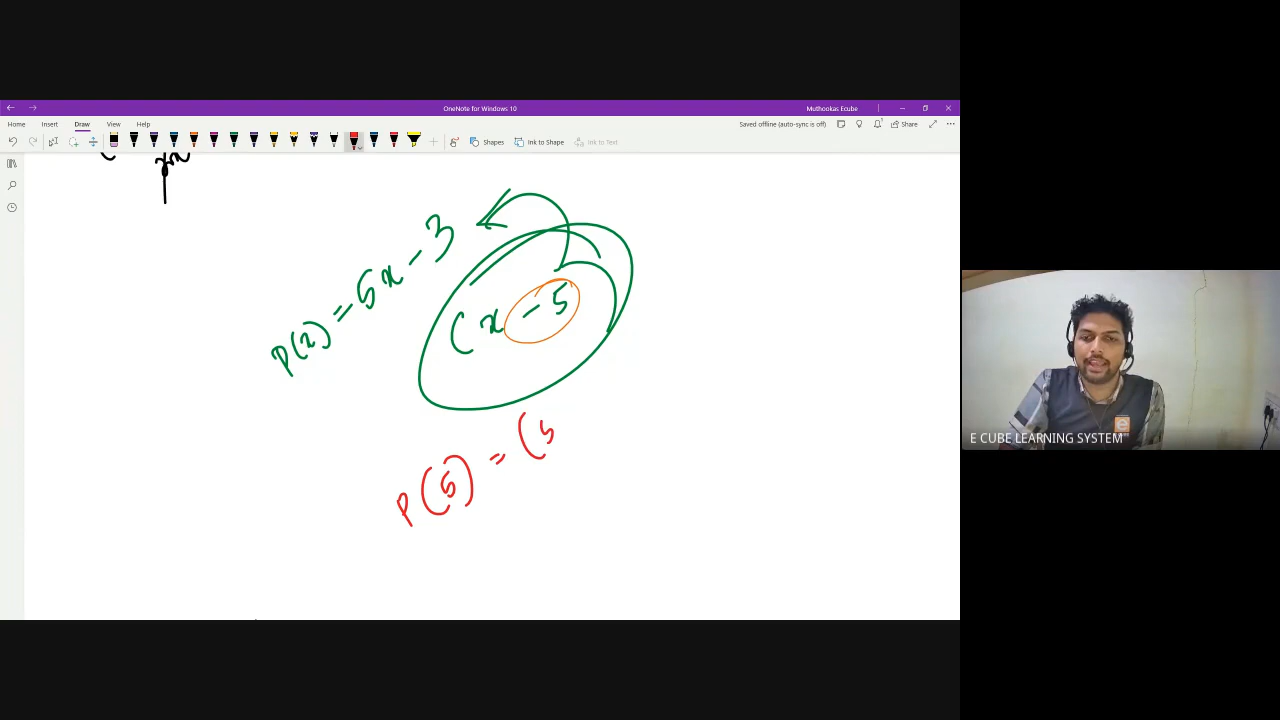 OneNote for Windows 10
Muthookas Ecube
Home Insert Draw View Help
Saved offline (auto-sync is off)
Share
Shapes Ink to Shape Ink to Text
P(x) = 5x - 3
(x - 5
P(5) = (5
E CUBE LEARNING SYSTEM